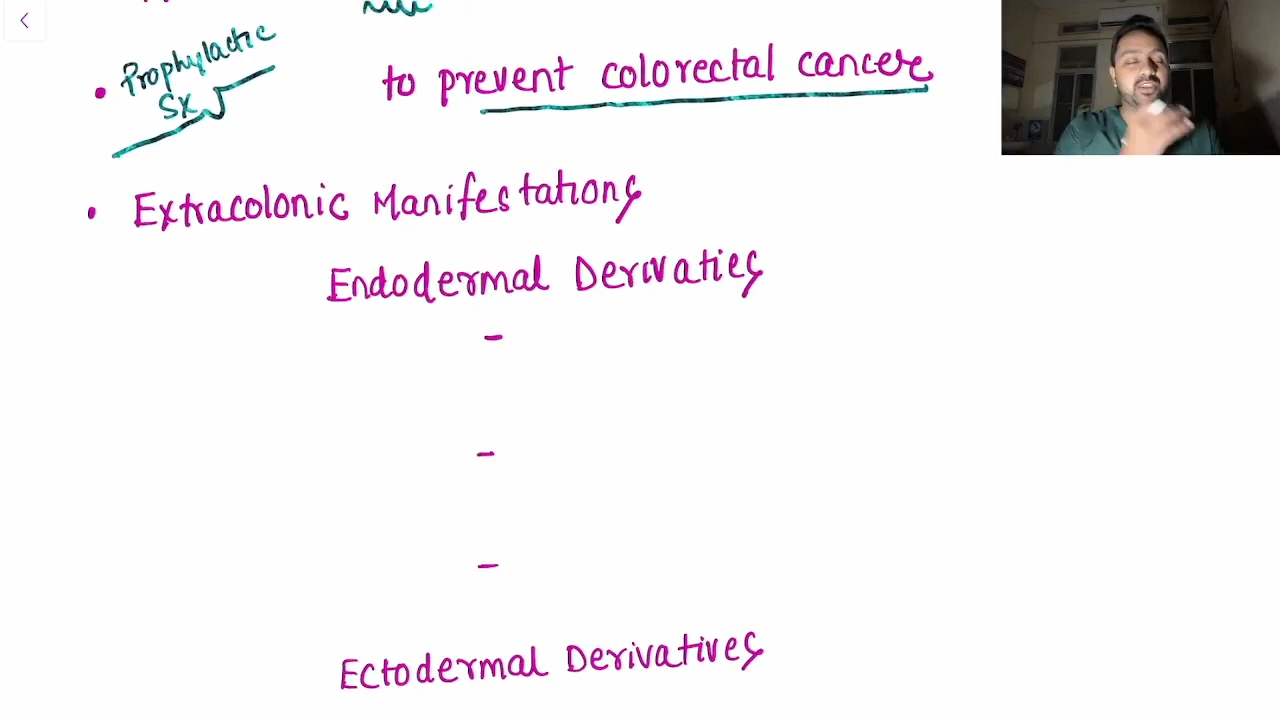 Prophylactic
Sx
to prevent colorectal cancer
Extracolonic Manifestations
Endodermal Derivaties
-
-
-
Ectodermal Derivatives